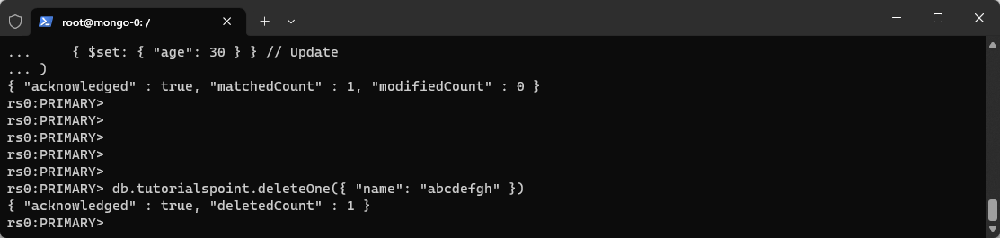 root@mongo-0: /
...     { $set: { "age": 30 } } // Update
... )
{ "acknowledged" : true, "matchedCount" : 1, "modifiedCount" : 0 }
rs0:PRIMARY>
rs0:PRIMARY>
rs0:PRIMARY>
rs0:PRIMARY>
rs0:PRIMARY>
rs0:PRIMARY> db.tutorialspoint.deleteOne({ "name": "abcdefgh" })
{ "acknowledged" : true, "deletedCount" : 1 }
rs0:PRIMARY>